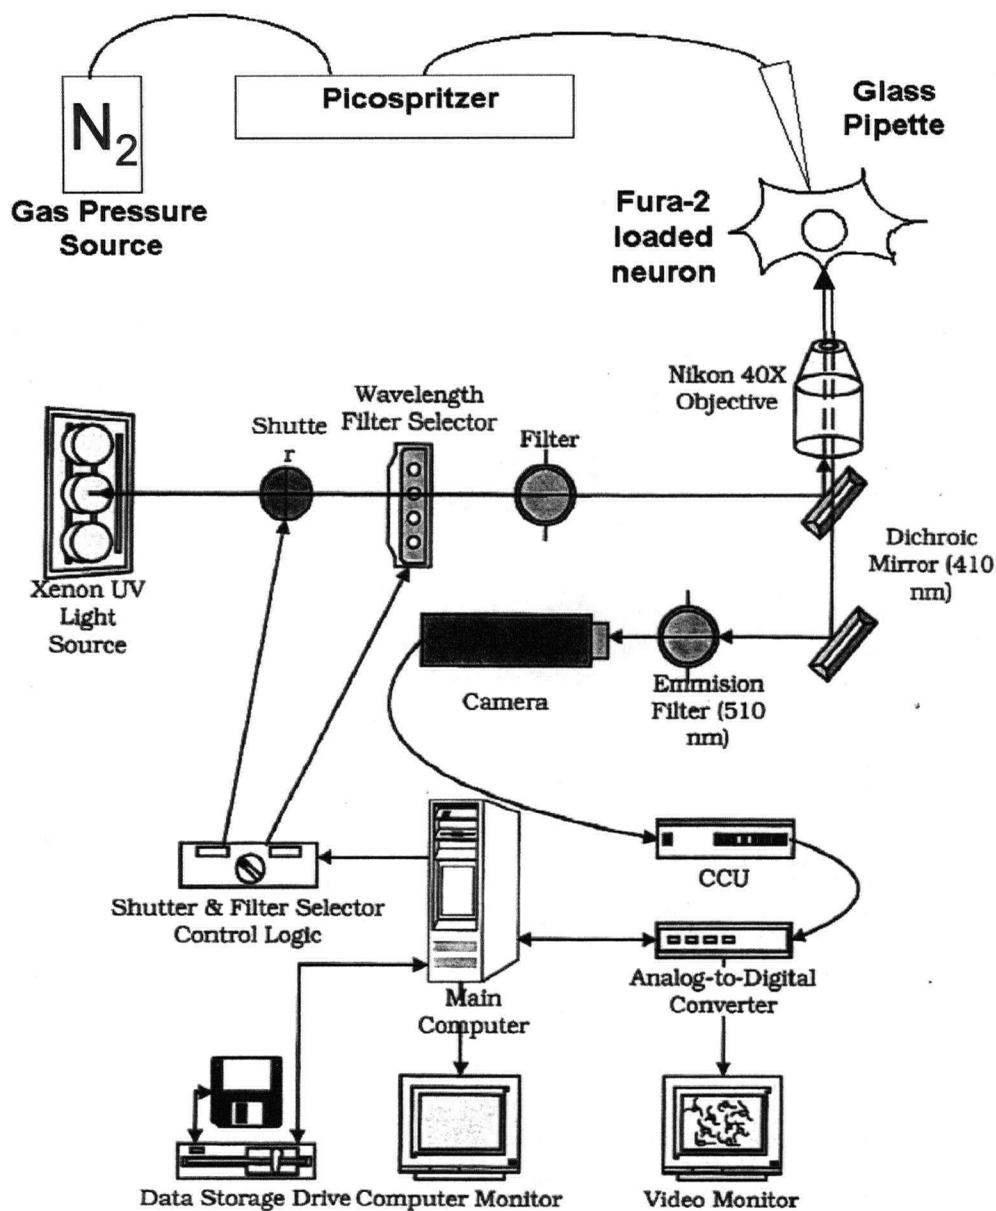 Picospritzer
N2
Gas Pressure
Source
Glass
Pipette
Fura-2
loaded
neuron
Nikon 40X
Objective
Wavelength
Filter Selector
Shutte
r
Filter
Xenon UV
Light
Source
Dichroic
Mirror (410
nm)
Camera
Emmision
Filter (510
nm)
CCU
Shutter & Filter Selector
Control Logic
Main
Computer
Analog-to-Digital
Converter
Data Storage Drive
Computer Monitor
Video Monitor